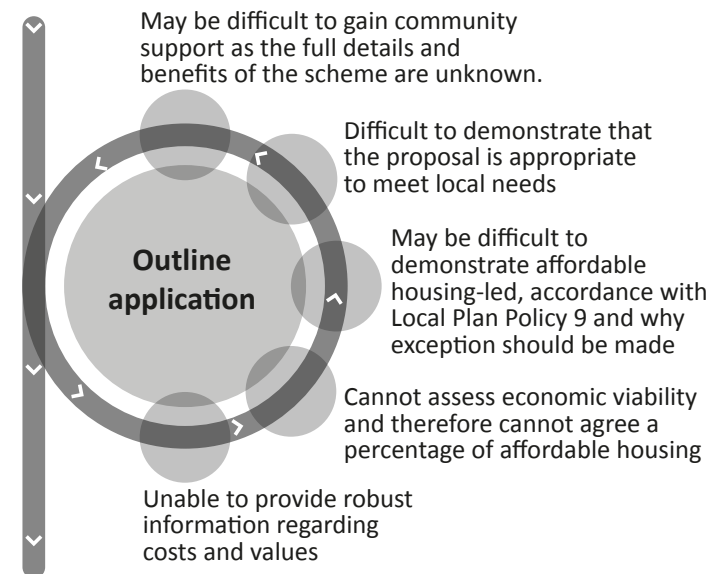 May be difficult to gain community
support as the full details and
benefits of the scheme are unknown.
Difficult to demonstrate that
the proposal is appropriate
to meet local needs
May be difficult to
demonstrate affordable
housing-led, accordance with
Local Plan Policy 9 and why
exception should be made
Outline
application
Cannot assess economic viability
and therefore cannot agree a
percentage of affordable housing
Unable to provide robust
information regarding
costs and values